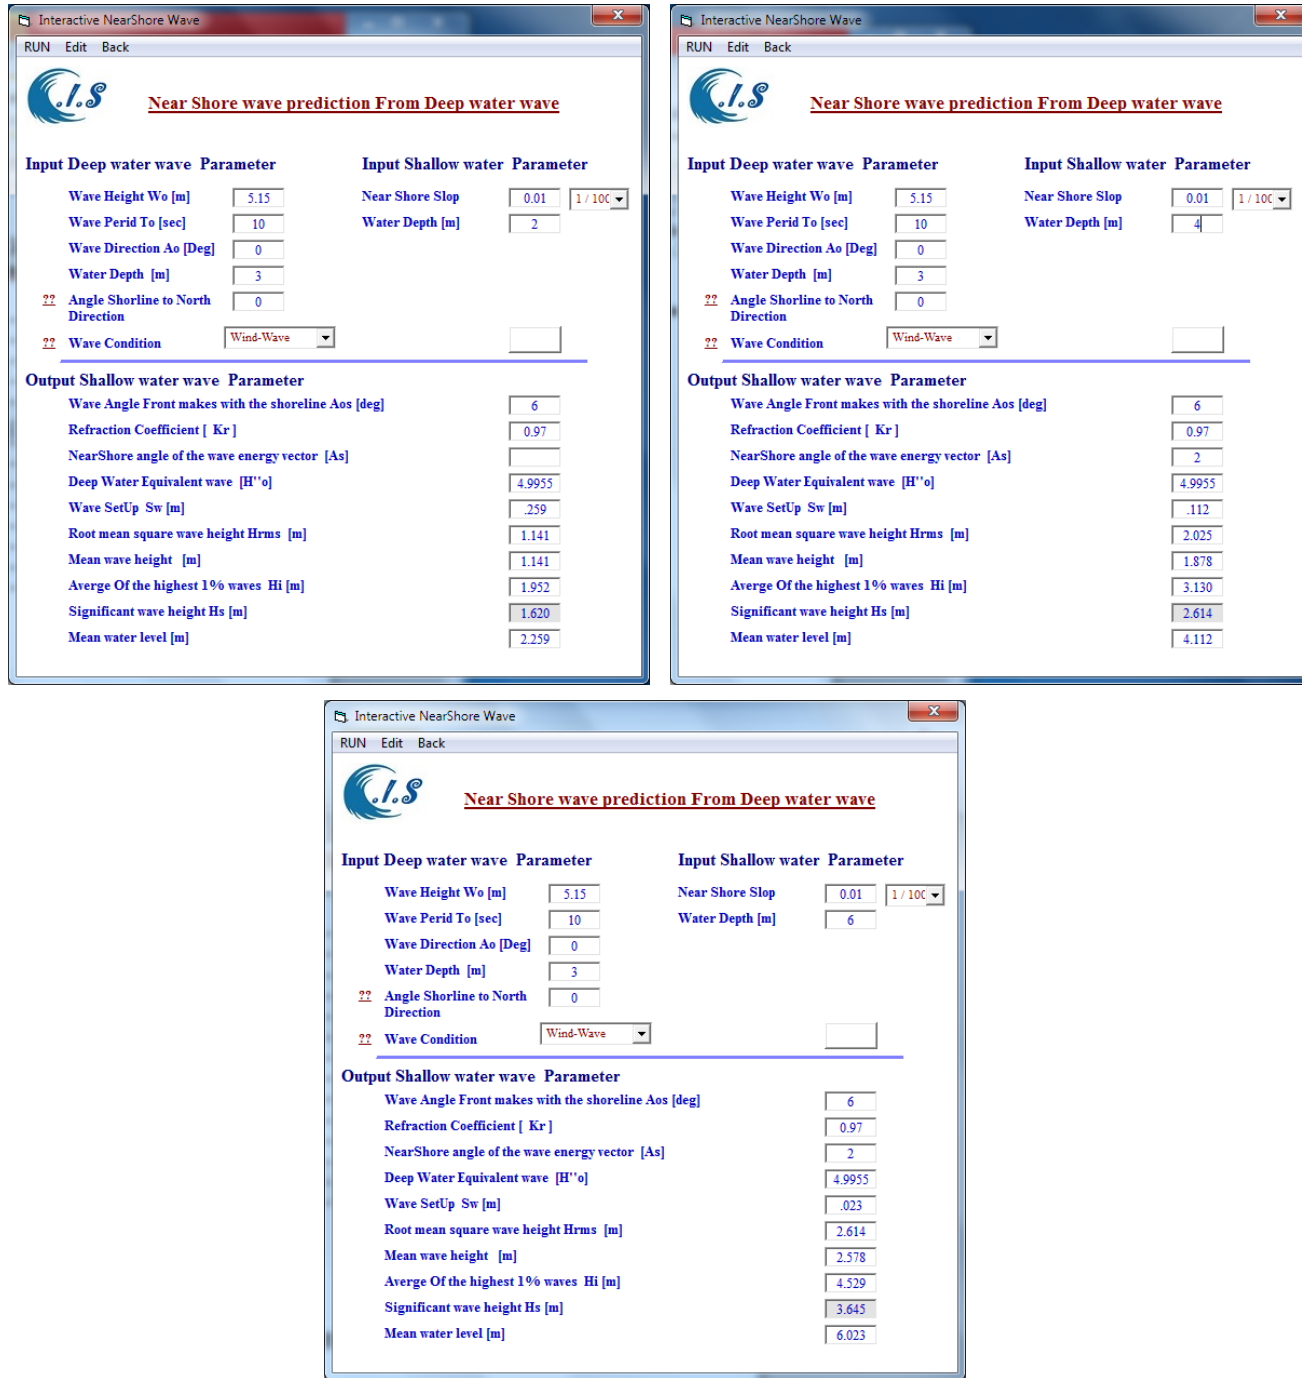 Interactive NearShore Wave
x
RUN Edit Back
C.I.S
Near Shore wave prediction From Deep water wave
Input Deep water wave Parameter Input Shallow water Parameter
Wave Height Wo [m] 5.15 Near Shore Slop 0.01 1 / 100
Wave Perid To [sec] 10 Water Depth [m] 2
Wave Direction Ao [Deg] 0
Water Depth [m] 3
?? Angle Shorline to North 0
Direction
?? Wave Condition Wind-Wave
Output Shallow water wave Parameter
Wave Angle Front makes with the shoreline Aos [deg] 6
Refraction Coefficient [ Kr ] 0.97
NearShore angle of the wave energy vector [As]
Deep Water Equivalent wave [H''o] 4.9955
Wave SetUp Sw [m] .259
Root mean square wave height Hrms [m] 1.141
Mean wave height [m] 1.141
Averge Of the highest 1% waves Hi [m] 1.952
Significant wave height Hs [m] 1.620
Mean water level [m] 2.259
Interactive NearShore Wave
x
RUN Edit Back
C.I.S
Near Shore wave prediction From Deep water wave
Input Deep water wave Parameter Input Shallow water Parameter
Wave Height Wo [m] 5.15 Near Shore Slop 0.01 1 / 100
Wave Perid To [sec] 10 Water Depth [m] 4
Wave Direction Ao [Deg] 0
Water Depth [m] 3
?? Angle Shorline to North 0
Direction
?? Wave Condition Wind-Wave
Output Shallow water wave Parameter
Wave Angle Front makes with the shoreline Aos [deg] 6
Refraction Coefficient [ Kr ] 0.97
NearShore angle of the wave energy vector [As] 2
Deep Water Equivalent wave [H''o] 4.9955
Wave SetUp Sw [m] .112
Root mean square wave height Hrms [m] 2.025
Mean wave height [m] 1.878
Averge Of the highest 1% waves Hi [m] 3.130
Significant wave height Hs [m] 2.614
Mean water level [m] 4.112
Interactive NearShore Wave
x
RUN Edit Back
C.I.S
Near Shore wave prediction From Deep water wave
Input Deep water wave Parameter Input Shallow water Parameter
Wave Height Wo [m] 5.15 Near Shore Slop 0.01 1 / 100
Wave Perid To [sec] 10 Water Depth [m] 6
Wave Direction Ao [Deg] 0
Water Depth [m] 3
?? Angle Shorline to North 0
Direction
?? Wave Condition Wind-Wave
Output Shallow water wave Parameter
Wave Angle Front makes with the shoreline Aos [deg] 6
Refraction Coefficient [ Kr ] 0.97
NearShore angle of the wave energy vector [As] 2
Deep Water Equivalent wave [H''o] 4.9955
Wave SetUp Sw [m] .023
Root mean square wave height Hrms [m] 2.614
Mean wave height [m] 2.578
Averge Of the highest 1% waves Hi [m] 4.529
Significant wave height Hs [m] 3.645
Mean water level [m] 6.023